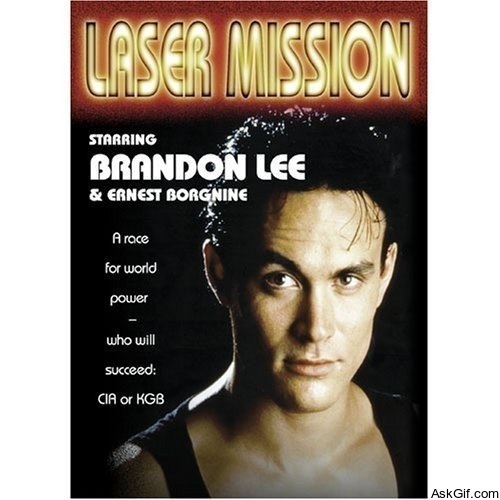 LASER MISSION
STARRING
BRANDON LEE
& ERNEST BORGNINE
A race
for world
power
–
who will
succeed:
CIA or KGB
AskGif.com